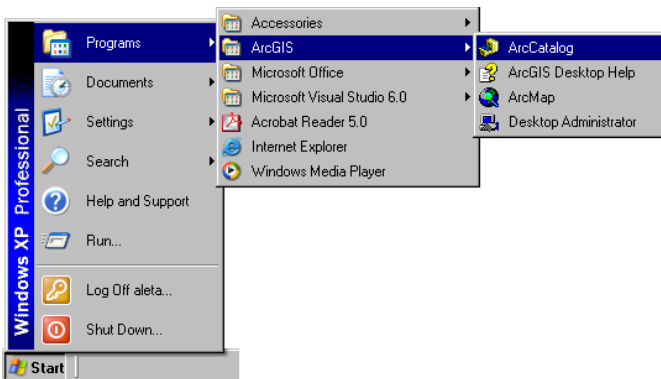 Programs
Documents
Settings
Search
Help and Support
Run...
Log Off aleta...
Shut Down...
Windows XP Professional
Start
Accessories
ArcGIS
Microsoft Office
Microsoft Visual Studio 6.0
Acrobat Reader 5.0
Internet Explorer
Windows Media Player
ArcCatalog
ArcGIS Desktop Help
ArcMap
Desktop Administrator